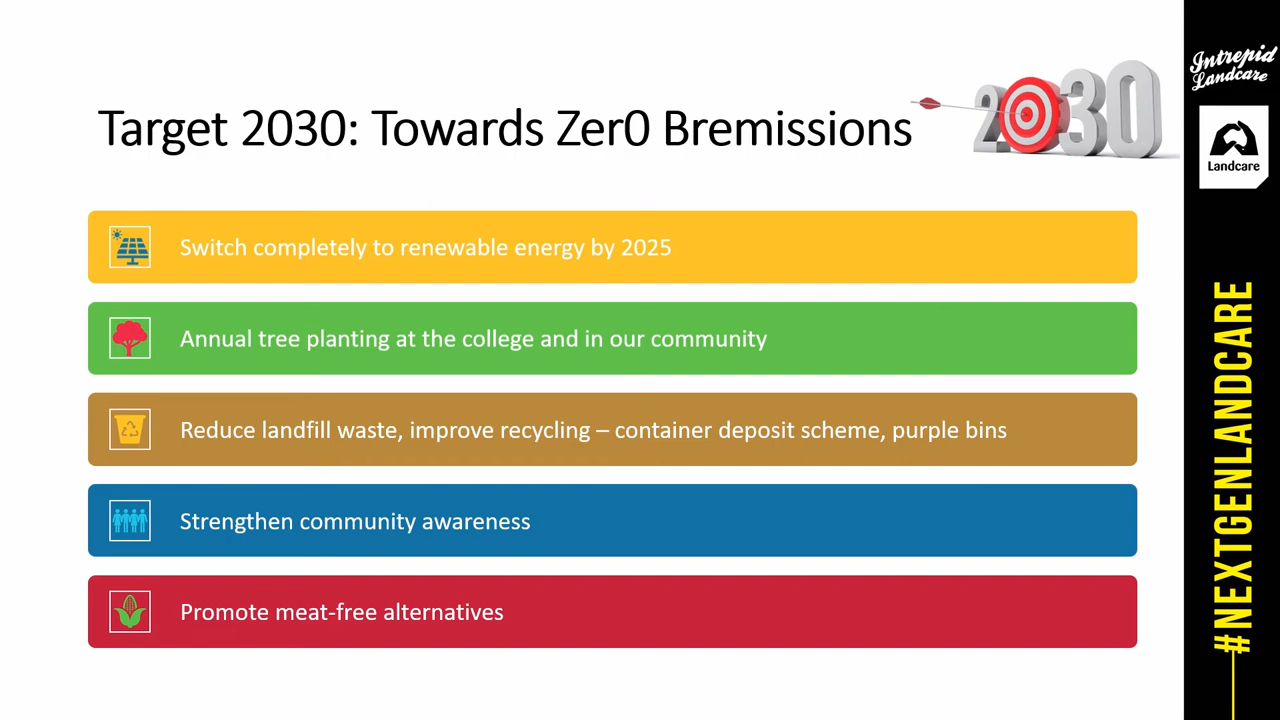 Target 2030: Towards Zer0 Bremissions
2030
Switch completely to renewable energy by 2025
Annual tree planting at the college and in our community
Reduce landfill waste, improve recycling – container deposit scheme, purple bins
Strengthen community awareness
Promote meat-free alternatives
Intrepid
Landcare
Landcare
#NEXTGENLANDCARE